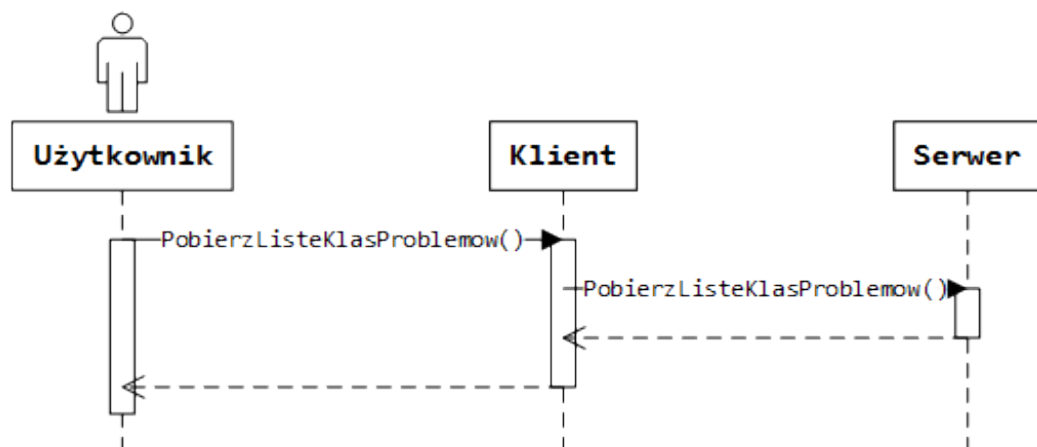 Użytkownik
Klient
Serwer
PobierzListeKlasProblemow()
PobierzListeKlasProblemow()